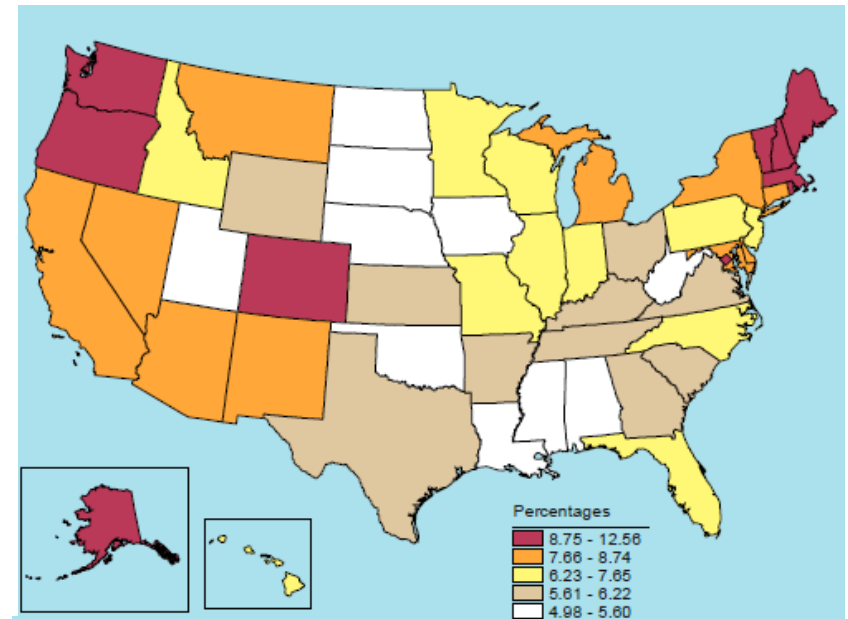 Percentages
8.75 - 12.56
7.66 - 8.74
6.23 - 7.65
5.61 - 6.22
4.98 - 5.60